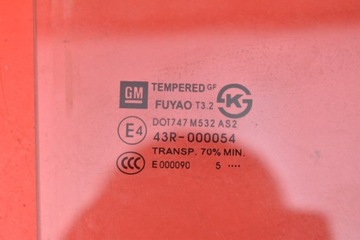 GM TEMPERED GF
FUYAO T3.2
K
DOT747 M532 AS2
E4 43R-000054
TRANSP. 70% MIN.
CCC E000090 5 ....